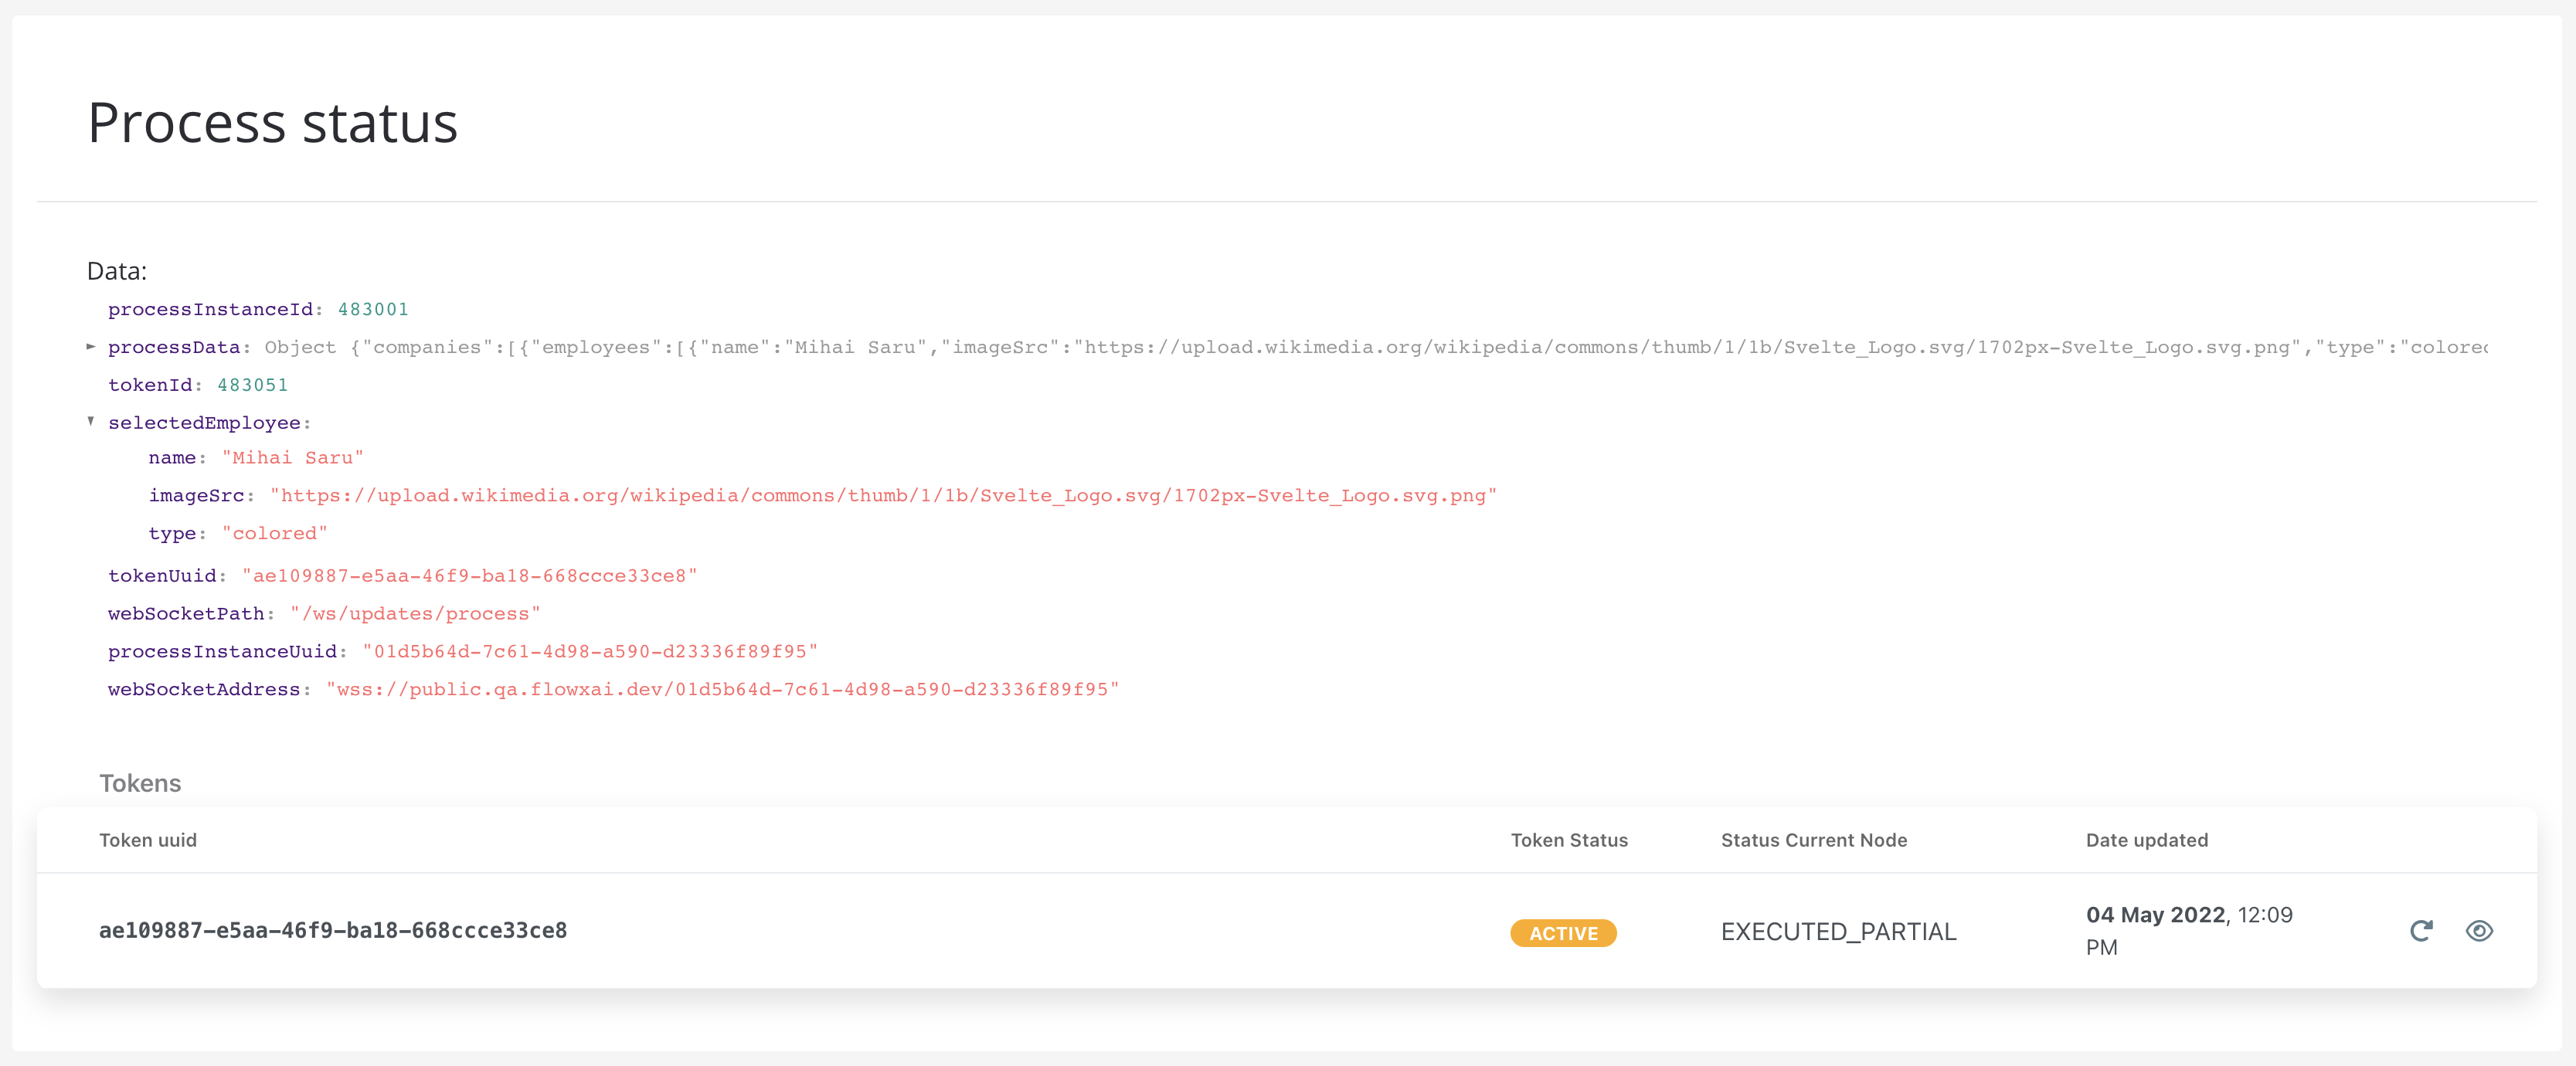 Process status
Data:
processInstanceId: 483001
processData: Object {"companies":[{"employees":[{"name":"Mihai Saru","imageSrc":"https://upload.wikimedia.org/wikipedia/commons/thumb/1/1b/Svelte_Logo.svg/1702px-Svelte_Logo.svg.png","type":"colored
tokenId: 483051
selectedEmployee:
name: "Mihai Saru"
imageSrc: "https://upload.wikimedia.org/wikipedia/commons/thumb/1/1b/Svelte_Logo.svg/1702px-Svelte_Logo.svg.png"
type: "colored"
tokenUuid: "ae109887-e5aa-46f9-ba18-668ccce33ce8"
webSocketPath: "/ws/updates/process"
processInstanceUuid: "01d5b64d-7c61-4d98-a590-d23336f89f95"
webSocketAddress: "wss://public.qa.flowxai.dev/01d5b64d-7c61-4d98-a590-d23336f89f95"
Tokens
Token uuid Token Status Status Current Node Date updated
ae109887-e5aa-46f9-ba18-668ccce33ce8 ACTIVE EXECUTED_PARTIAL 04 May 2022, 12:09
PM